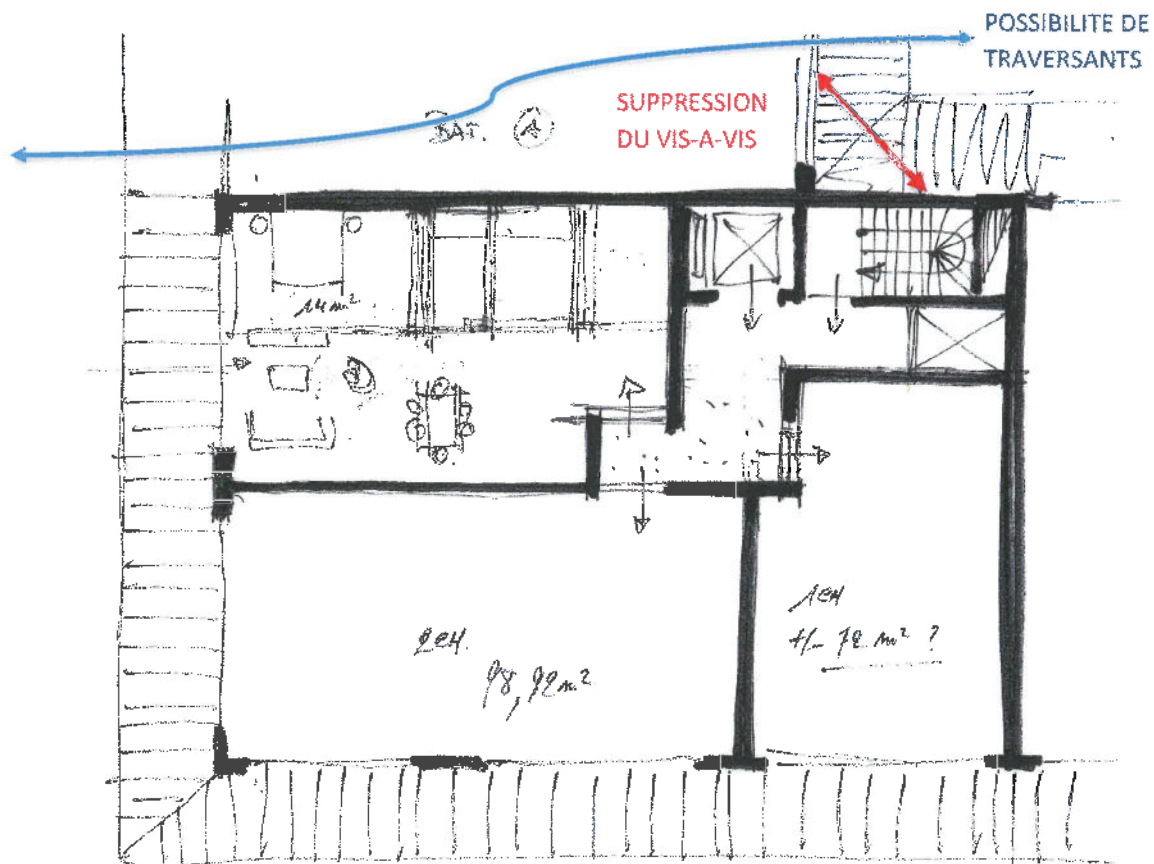 POSSIBILITE DE
TRAVERSANTS
SUPPRESSION
DU VIS-A-VIS
BAT. A
14 m²
2CH.
98,92 m²
1CH
+/- 72 m² ?